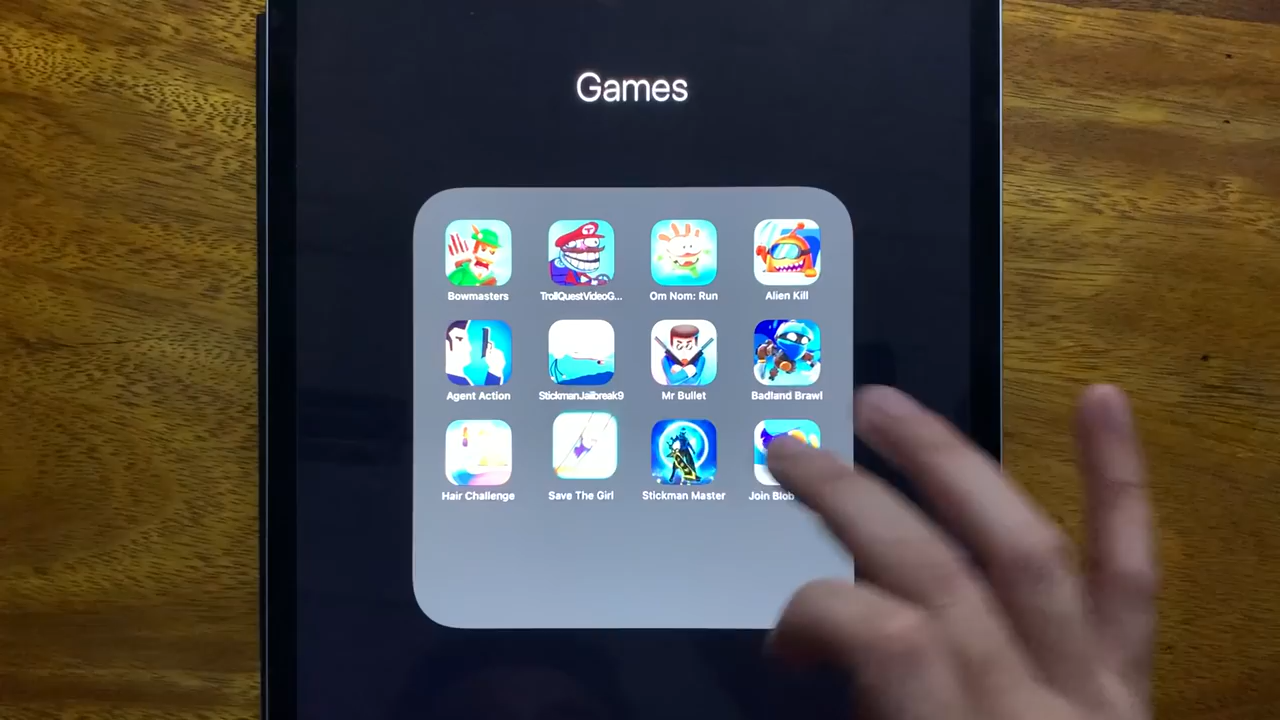 Games
Bowmasters
TrollQuestVideoG...
Om Nom: Run
Alien Kill
Agent Action
StickmanJailbreak9
Mr Bullet
Badland Brawl
Hair Challenge
Save The Girl
Stickman Master
Join Blob